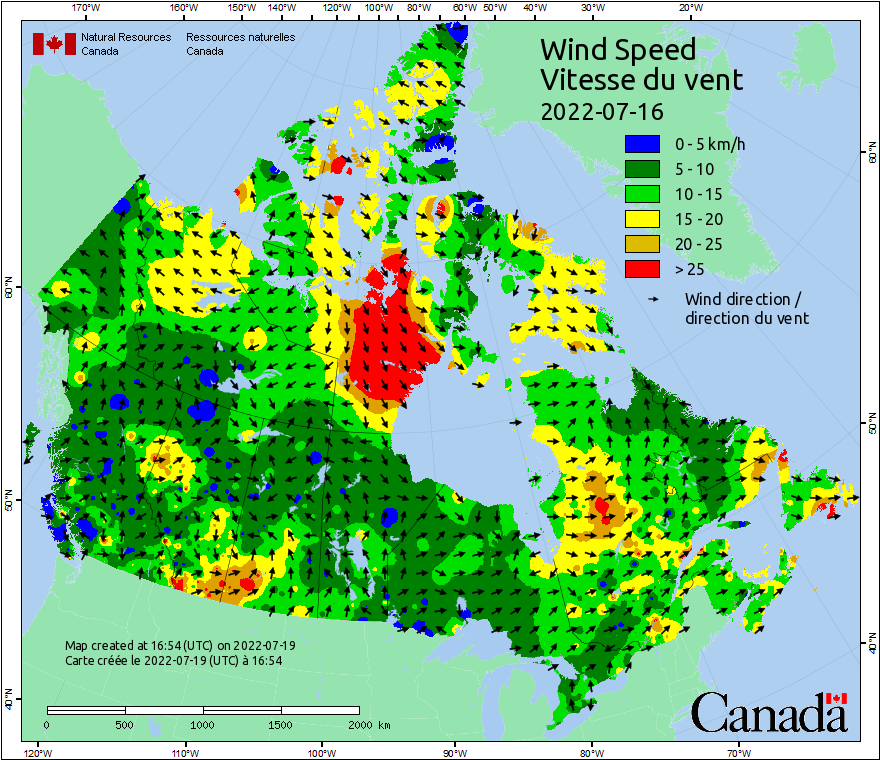 170°W 160°W 150°W 140°W 130°W 120°W 110°W 100°W 90°W 80°W 70°W 60°W 50°W 40°W 30°W 20°W
Natural Resources Canada
Ressources naturelles Canada
Wind Speed
Vitesse du vent
2022-07-16
0 - 5 km/h
5 - 10
10 - 15
15 - 20
20 - 25
> 25
Wind direction /
direction du vent
60°N
60°N
50°N
50°N
40°N
40°N
Map created at 16:54 (UTC) on 2022-07-19
Carte créée le 2022-07-19 (UTC) à 16:54
0 500 1000 1500 2000 km
Canada
120°W 110°W 100°W 90°W 80°W 70°W